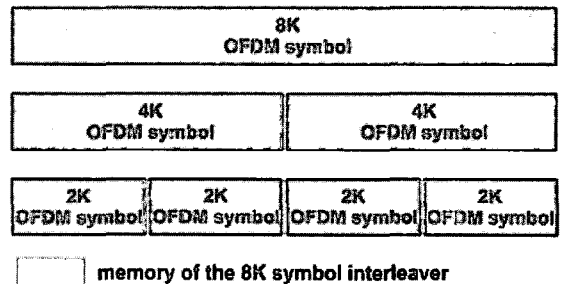 8K
OFDM symbol
4K
OFDM symbol
4K
OFDM symbol
2K
OFDM symbol
2K
OFDM symbol
2K
OFDM symbol
2K
OFDM symbol
memory of the 8K symbol interleaver